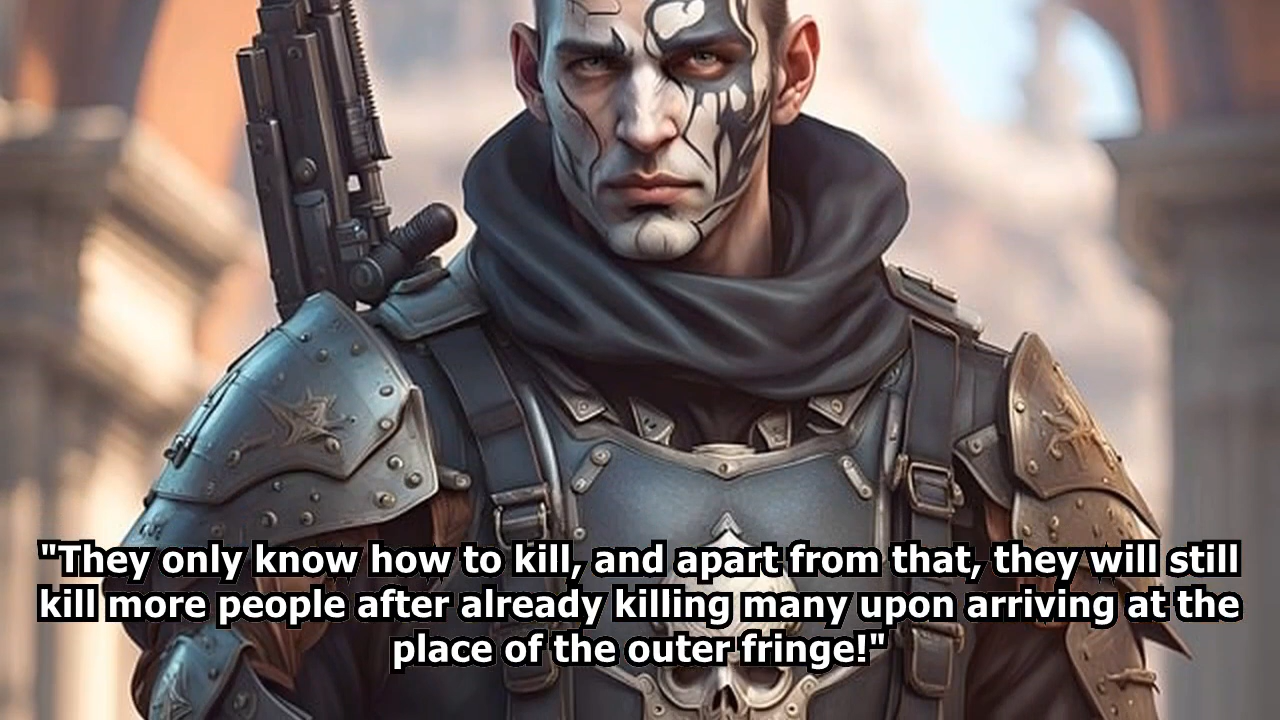 "They only know how to kill, and apart from that, they will still
kill more people after already killing many upon arriving at the
place of the outer fringe!"